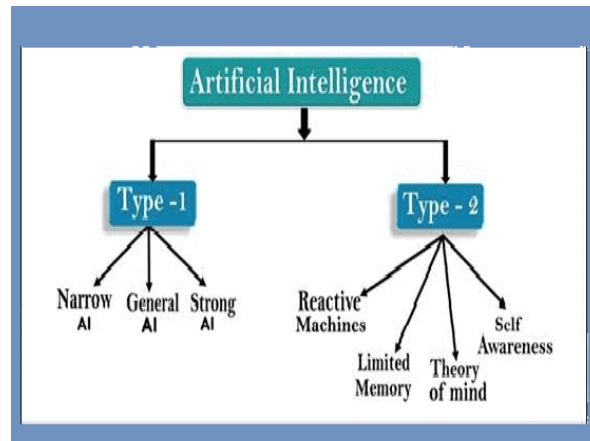 Artificial Intelligence
Type -1
Type - 2
Narrow
AI
General
AI
Strong
AI
Reactive
Machines
Limited
Memory
Theory
of mind
Self
Awareness